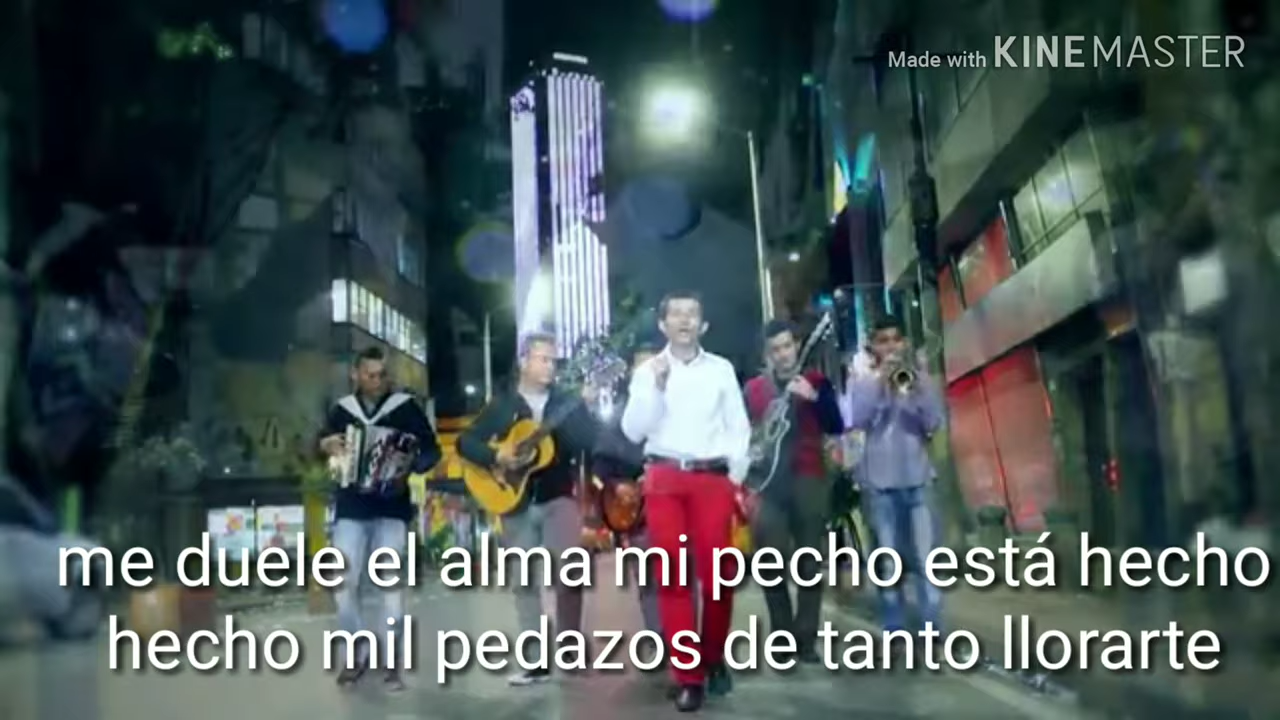 Made with KINEMASTER
me duele el alma mi pecho está hecho
hecho mil pedazos de tanto llorarte